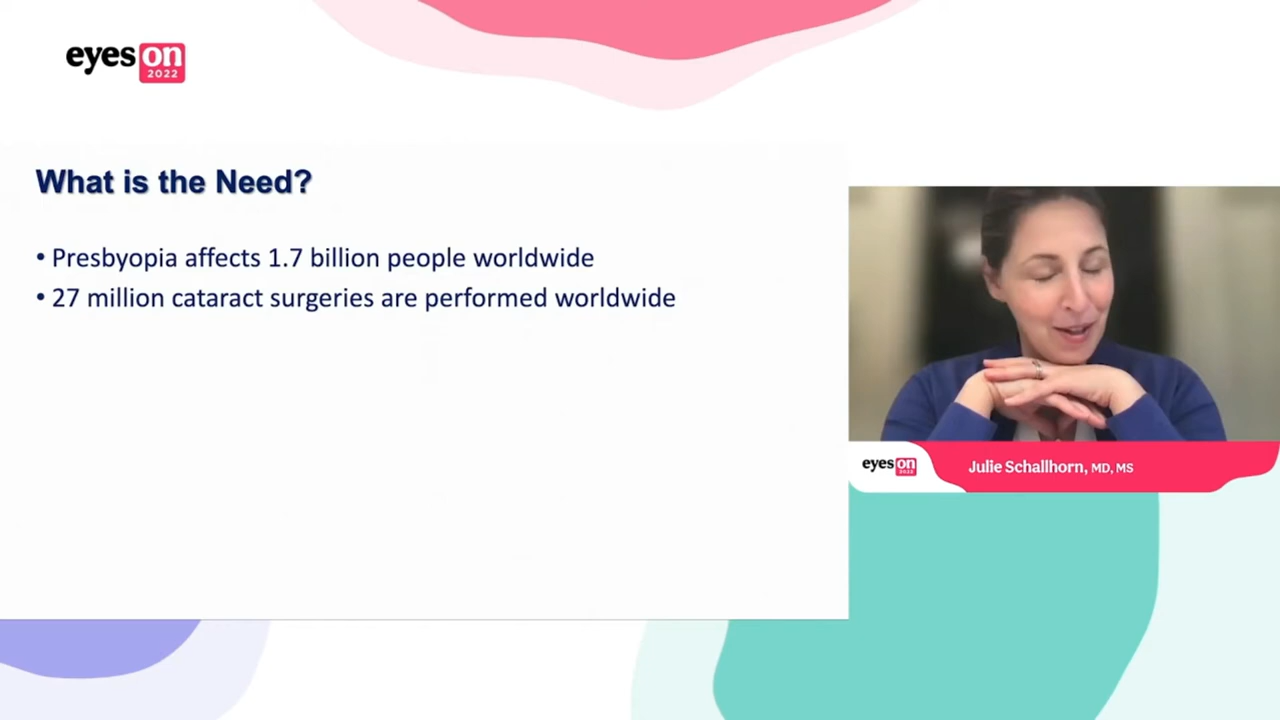 eyes on
2022
What is the Need?
• Presbyopia affects 1.7 billion people worldwide
• 27 million cataract surgeries are performed worldwide
eyes on
2022
Julie Schallhorn, MD, MS